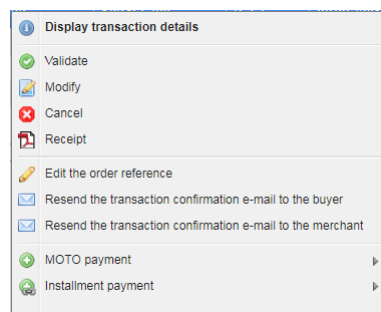 Display transaction details
Validate
Modify
Cancel
Receipt
Edit the order reference
Resend the transaction confirmation e-mail to the buyer
Resend the transaction confirmation e-mail to the merchant
MOTO payment
Installment payment